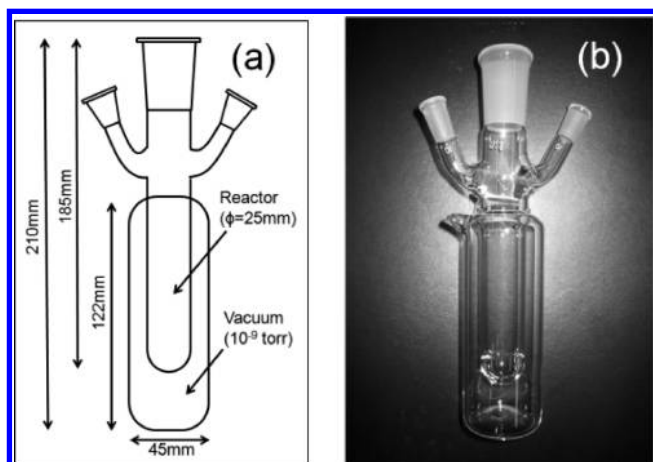 (a)
(b)
210mm
185mm
122mm
Reactor
(ϕ=25mm)
Vacuum
(10⁻⁹ torr)
45mm